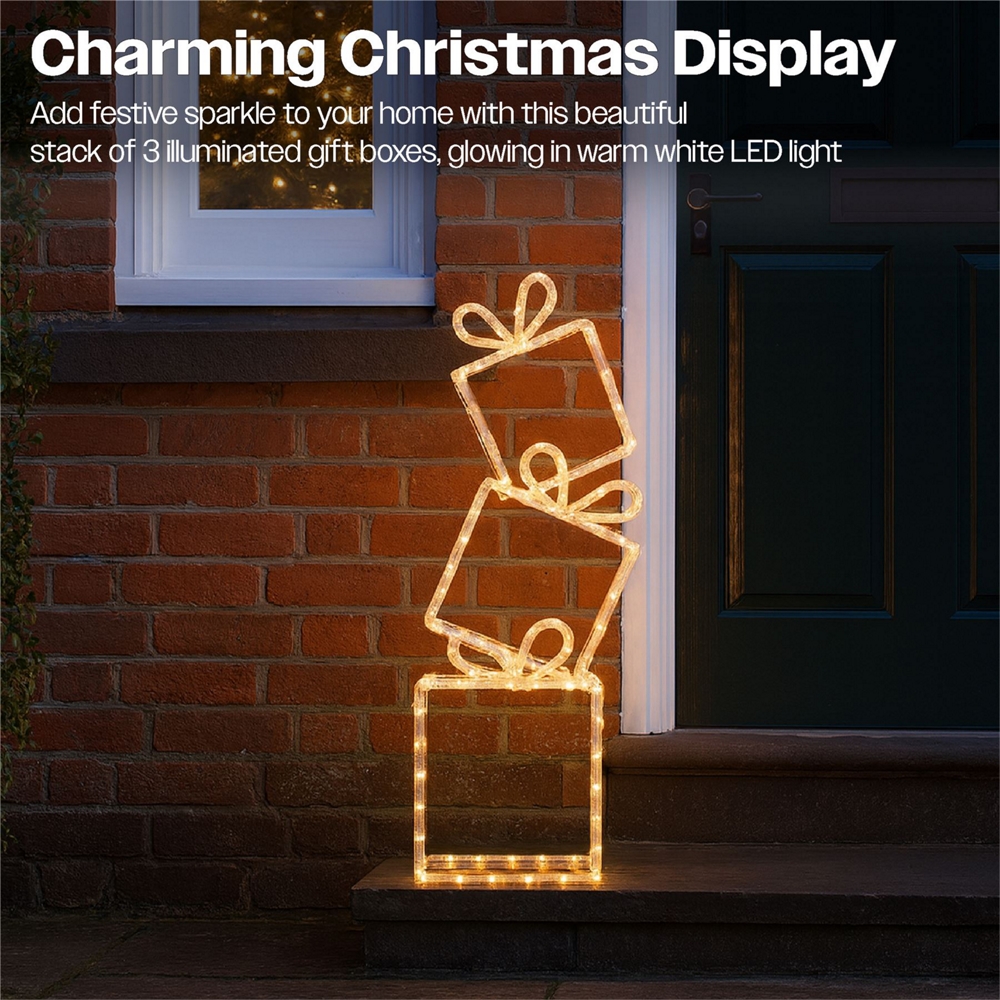 Charming Christmas Display
Add festive sparkle to your home with this beautiful
stack of 3 illuminated gift boxes, glowing in warm white LED light